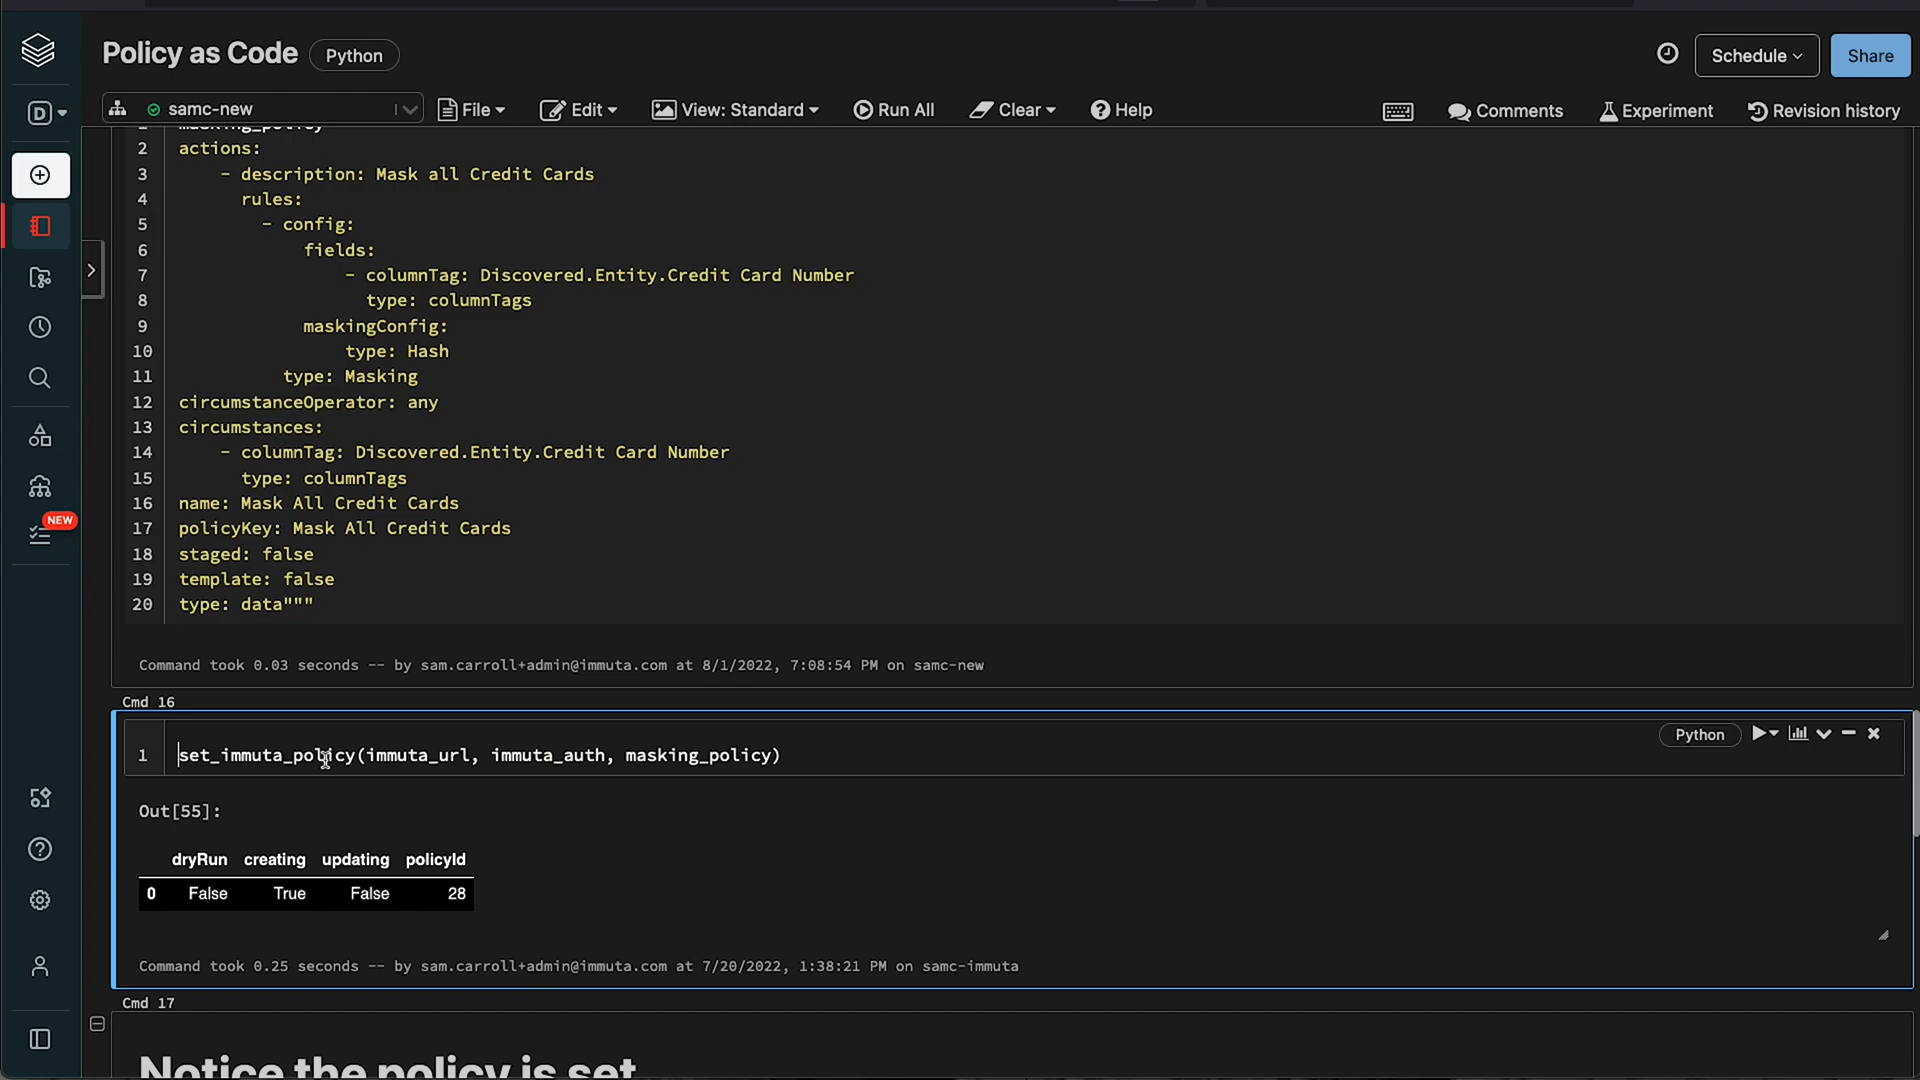 Policy as Code Python
Schedule Share
samc-new File Edit View: Standard Run All Clear Help Comments Experiment Revision history
D
1 masking_policy
2 actions:
3 - description: Mask all Credit Cards
4 rules:
5 - config:
6 fields:
7 - columnTag: Discovered.Entity.Credit Card Number
8 type: columnTags
9 maskingConfig:
10 type: Hash
11 type: Masking
12 circumstanceOperator: any
13 circumstances:
14 - columnTag: Discovered.Entity.Credit Card Number
15 type: columnTags
16 name: Mask All Credit Cards
17 policyKey: Mask All Credit Cards
18 staged: false
19 template: false
20 type: data"""
NEW
Command took 0.03 seconds -- by sam.carroll+admin@immuta.com at 8/1/2022, 7:08:54 PM on samc-new
Cmd 16
Python
1 set_immuta_policy(immuta_url, immuta_auth, masking_policy)
Out[55]:
dryRun creating updating policyId
0 False True False 28
Command took 0.25 seconds -- by sam.carroll+admin@immuta.com at 7/20/2022, 1:38:21 PM on samc-immuta
Cmd 17
Notice the policy is set